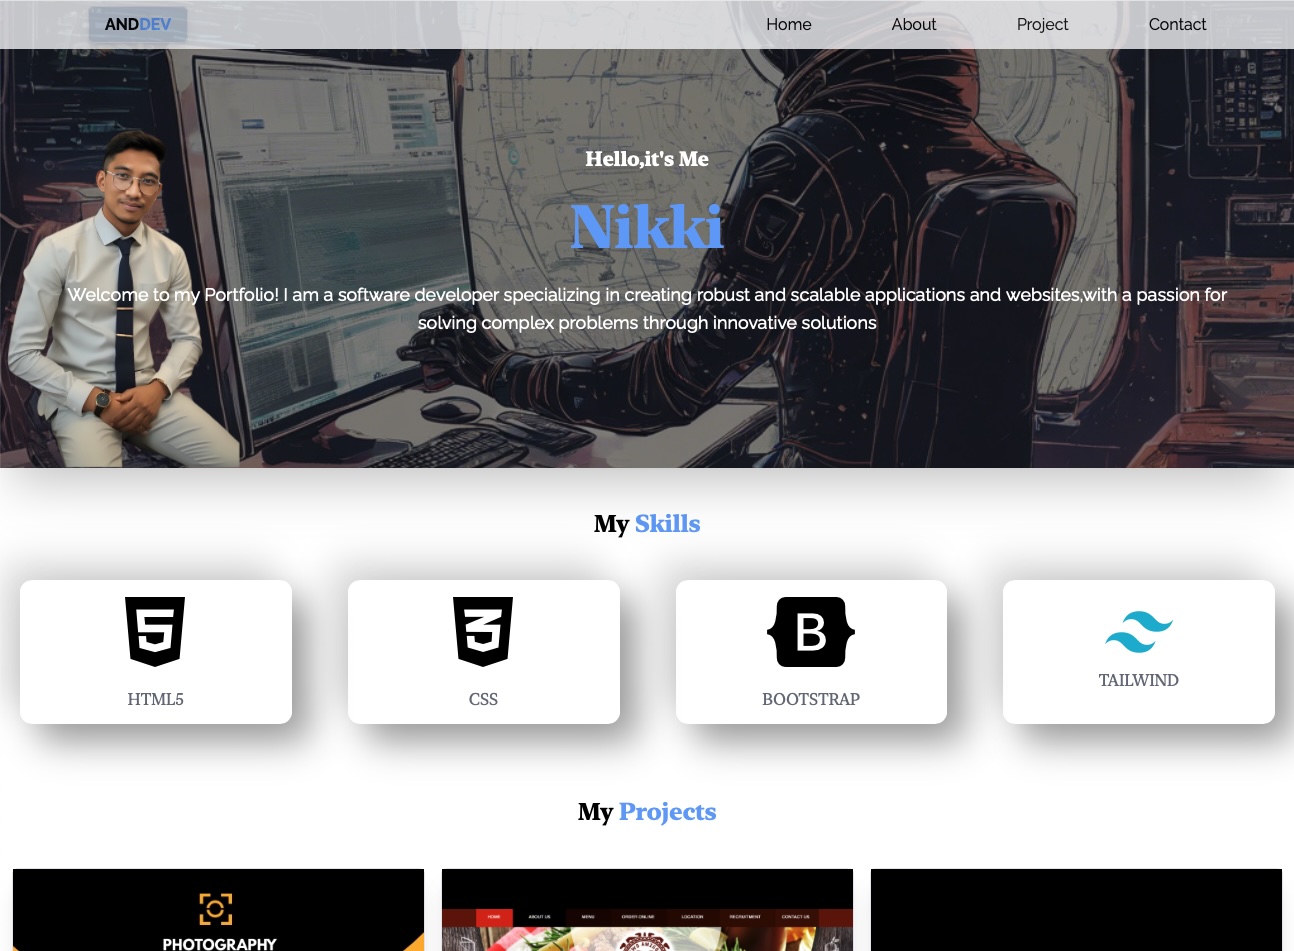 ANDDEV
Home
About
Project
Contact
Hello,it's Me
Nikki
Welcome to my Portfolio! I am a software developer specializing in creating robust and scalable applications and websites,with a passion for
solving complex problems through innovative solutions
My Skills
HTML5
CSS
B
BOOTSTRAP
TAILWIND
My Projects
PHOTOGRAPHY
HOME
ABOUT US
MENU
ORDER ONLINE
LOCATION
RECRUITMENT
CONTACT US